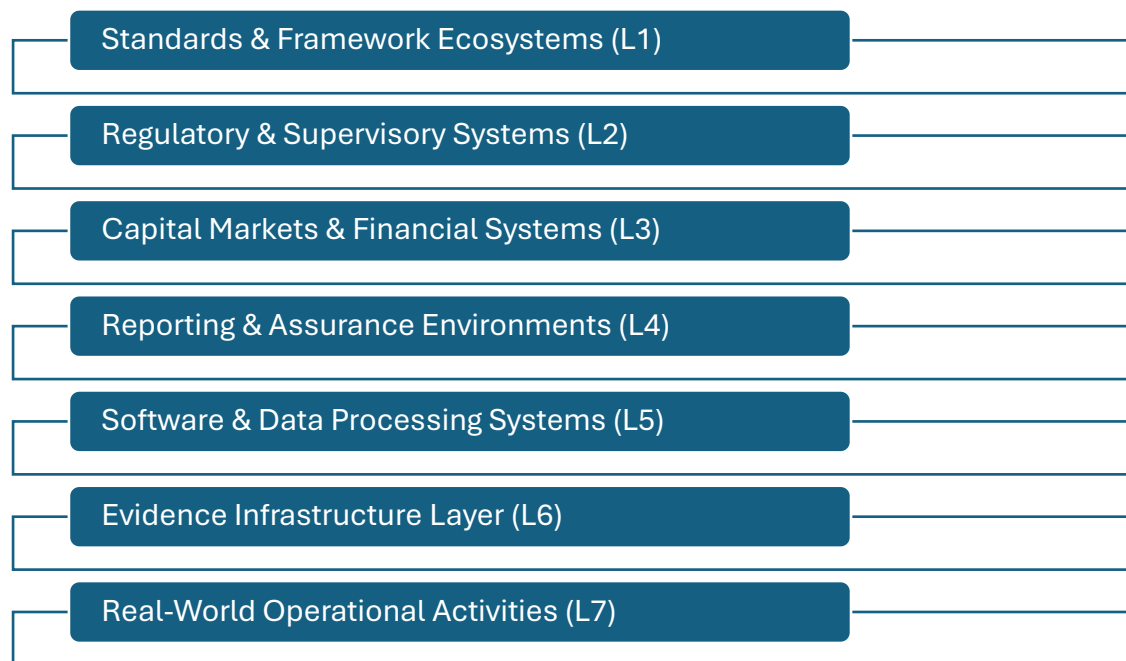 Standards & Framework Ecosystems (L1)
Regulatory & Supervisory Systems (L2)
Capital Markets & Financial Systems (L3)
Reporting & Assurance Environments (L4)
Software & Data Processing Systems (L5)
Evidence Infrastructure Layer (L6)
Real-World Operational Activities (L7)